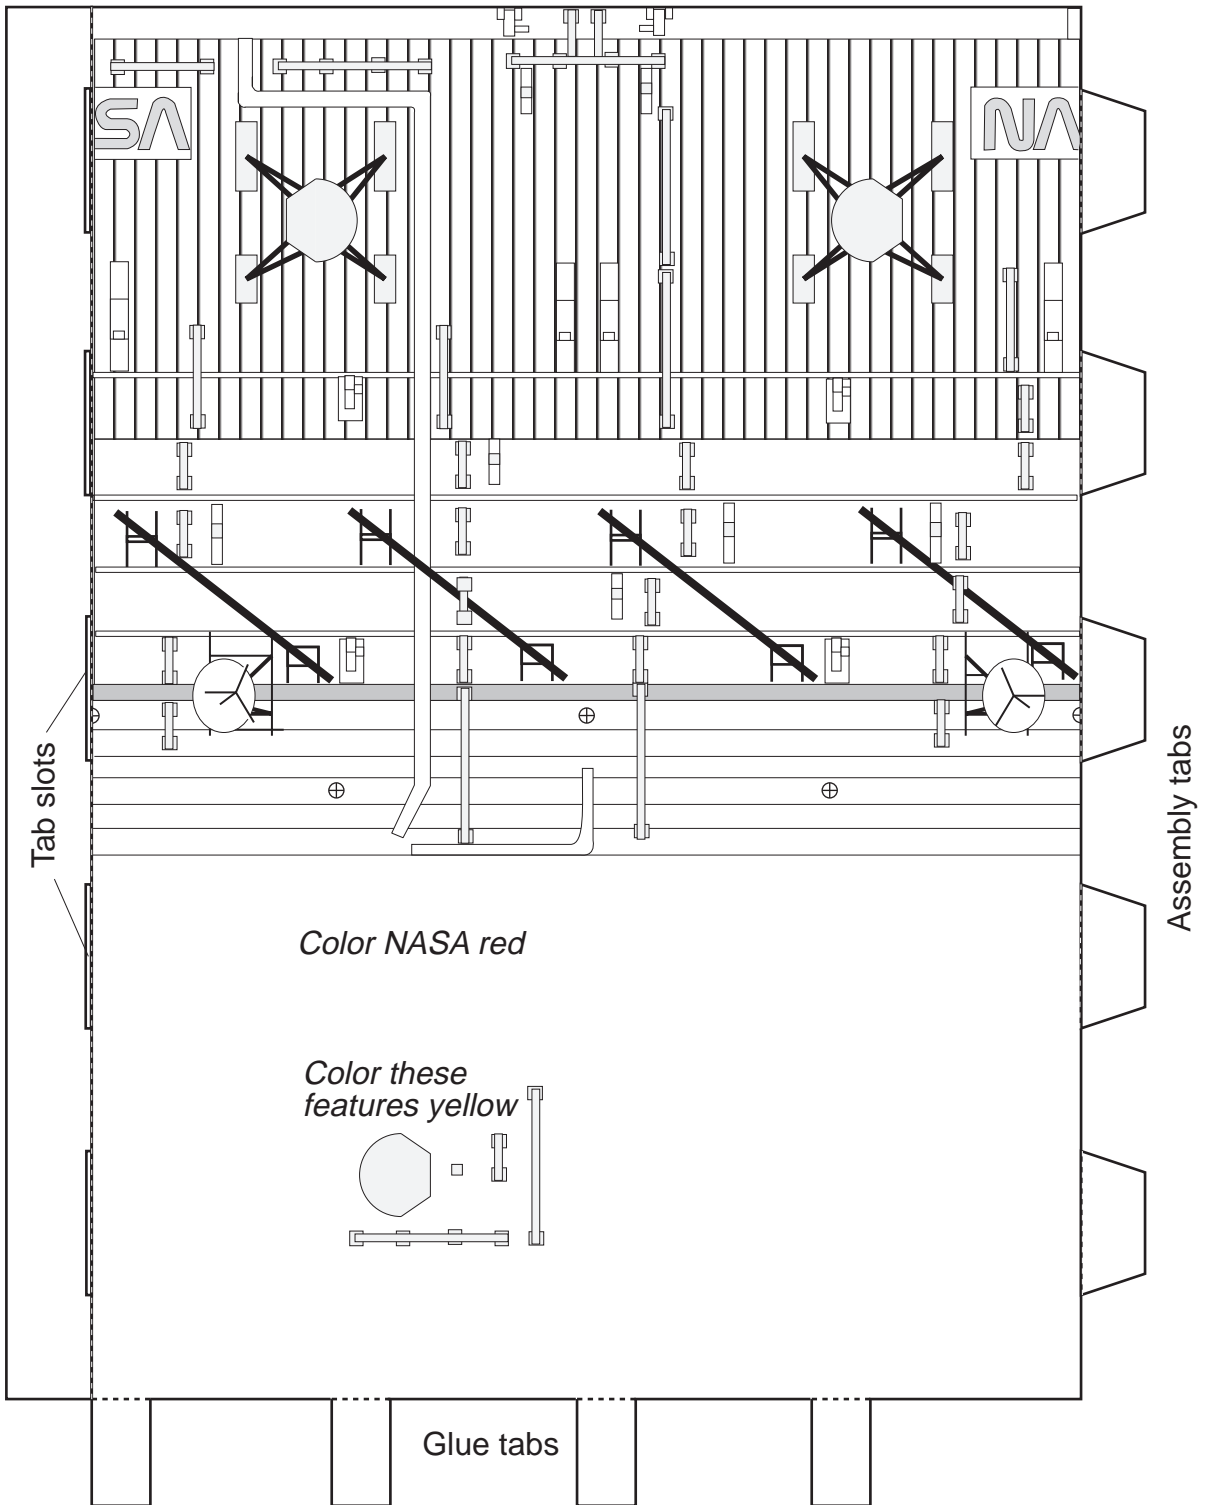 SA
NA
Tab slots
Assembly tabs
Color NASA red
Color these
features yellow
Glue tabs